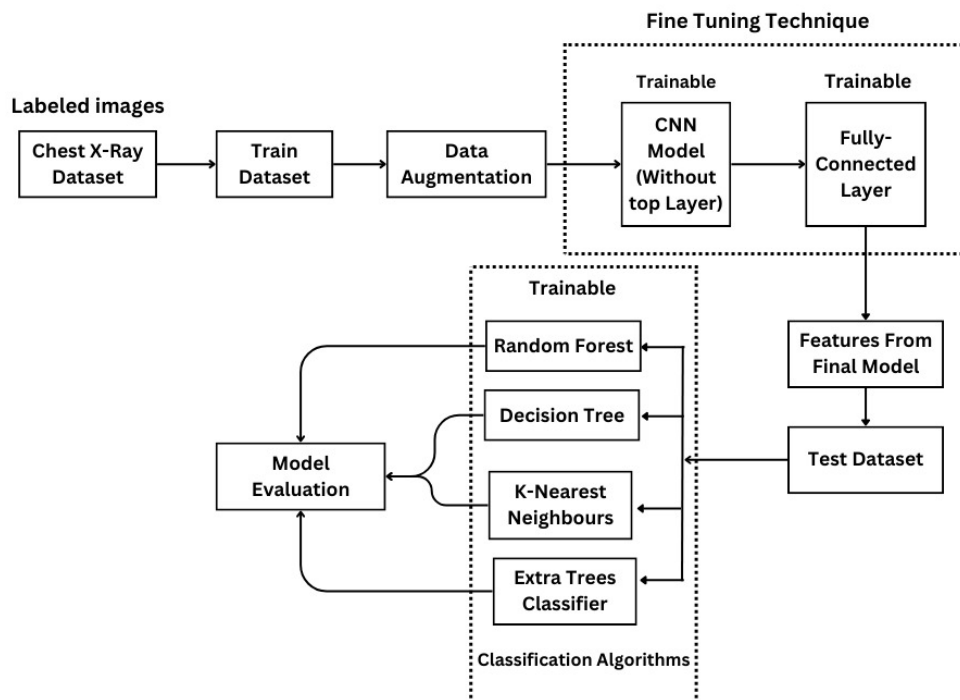 Fine Tuning Technique
Labeled images
Chest X-Ray
Dataset
Train
Dataset
Data
Augmentation
Trainable
CNN
Model
(Without
top Layer)
Trainable
Fully-
Connected
Layer
Features From
Final Model
Test Dataset
Trainable
Random Forest
Decision Tree
K-Nearest
Neighbours
Extra Trees
Classifier
Classification Algorithms
Model
Evaluation